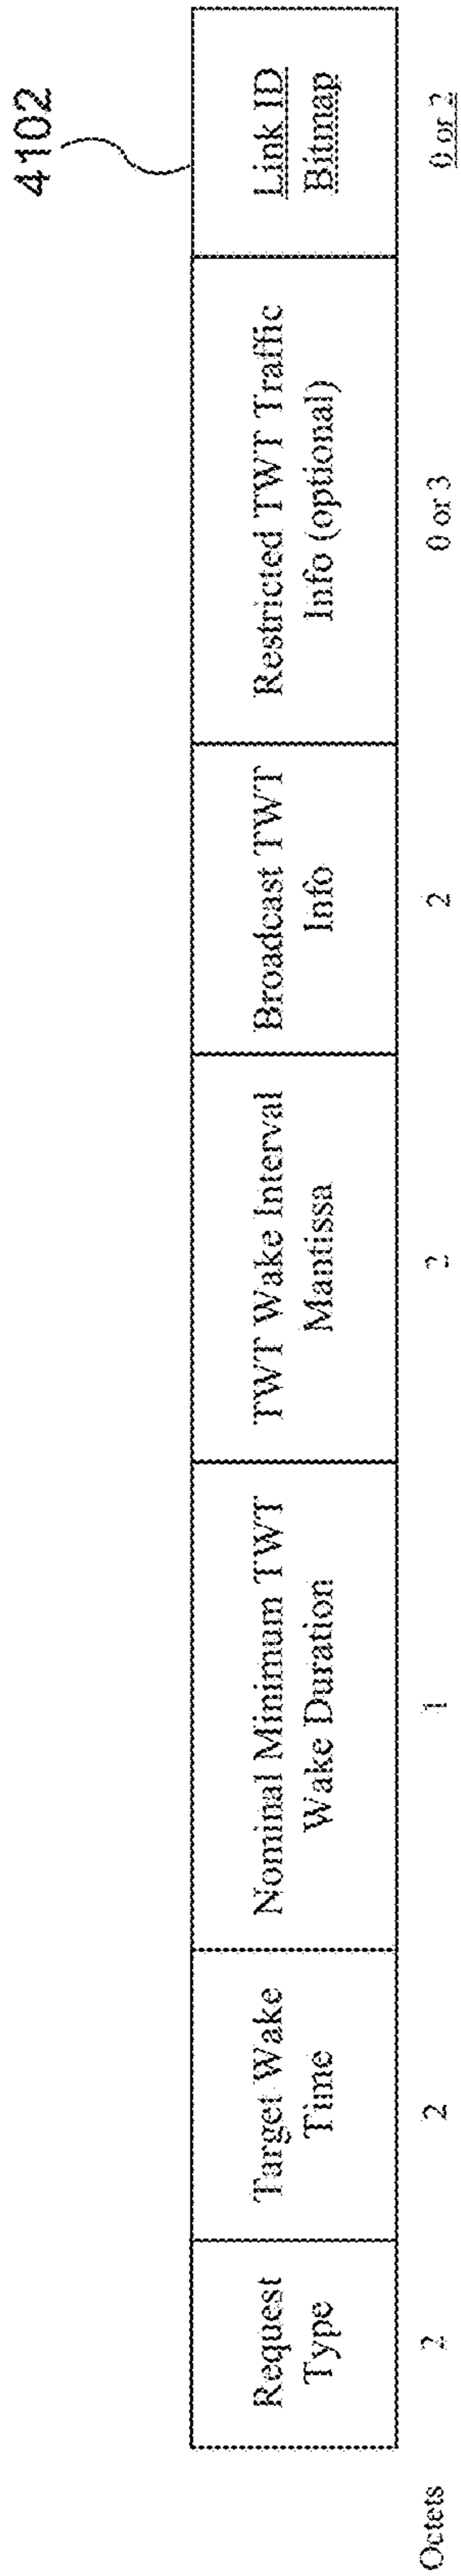 4102
Request
Type
Target Wake
Time
Nominal Minimum TWT
Wake Duration
TWT Wake Interval
Mantissa
Broadcast TWT
Info
Restricted TWT Traffic
Info (optional)
Link ID
Bitmap
Octets
2
2
1
2
2
0 or 3
0 or 2